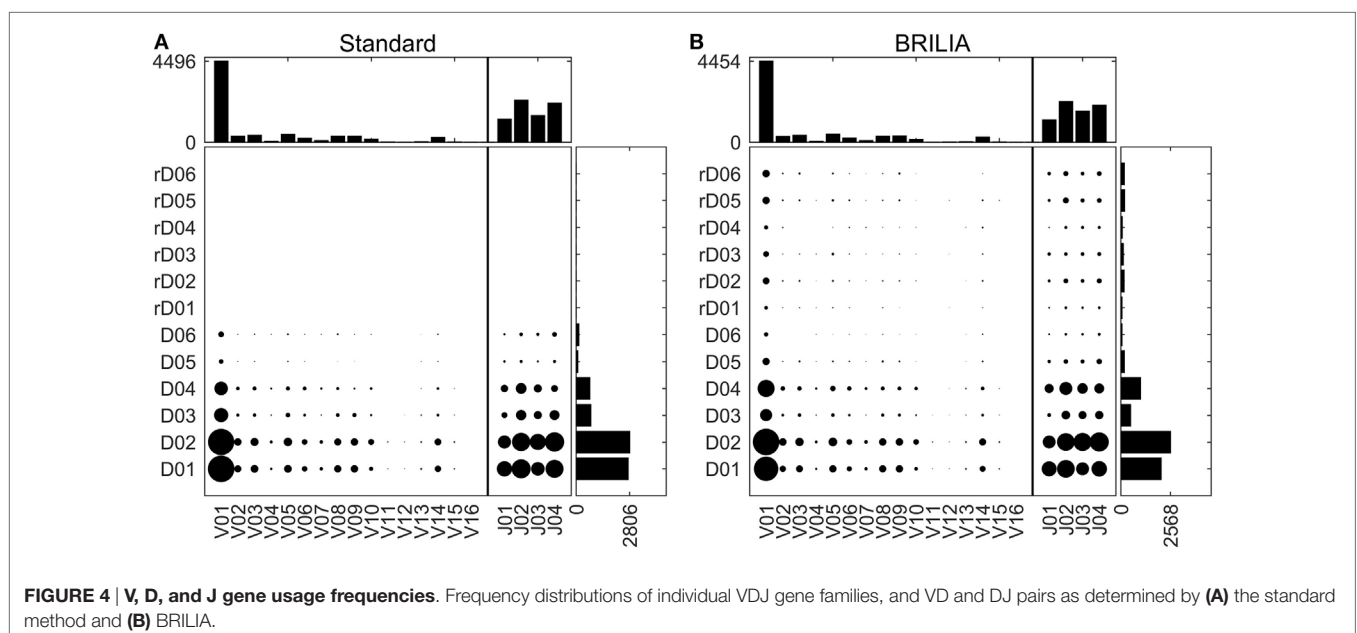 A
Standard
4496
0
rD06
rD05
rD04
rD03
rD02
rD01
D06
D05
D04
D03
D02
D01
V01
V02
V03
V04
V05
V06
V07
V08
V09
V10
V11
V12
V13
V14
V15
V16
J01
J02
J03
J04
0
2806
B
BRILIA
4454
0
rD06
rD05
rD04
rD03
rD02
rD01
D06
D05
D04
D03
D02
D01
V01
V02
V03
V04
V05
V06
V07
V08
V09
V10
V11
V12
V13
V14
V15
V16
J01
J02
J03
J04
0
2568
FIGURE 4 | V, D, and J gene usage frequencies. Frequency distributions of individual VDJ gene families, and VD and DJ pairs as determined by (A) the standard
method and (B) BRILIA.